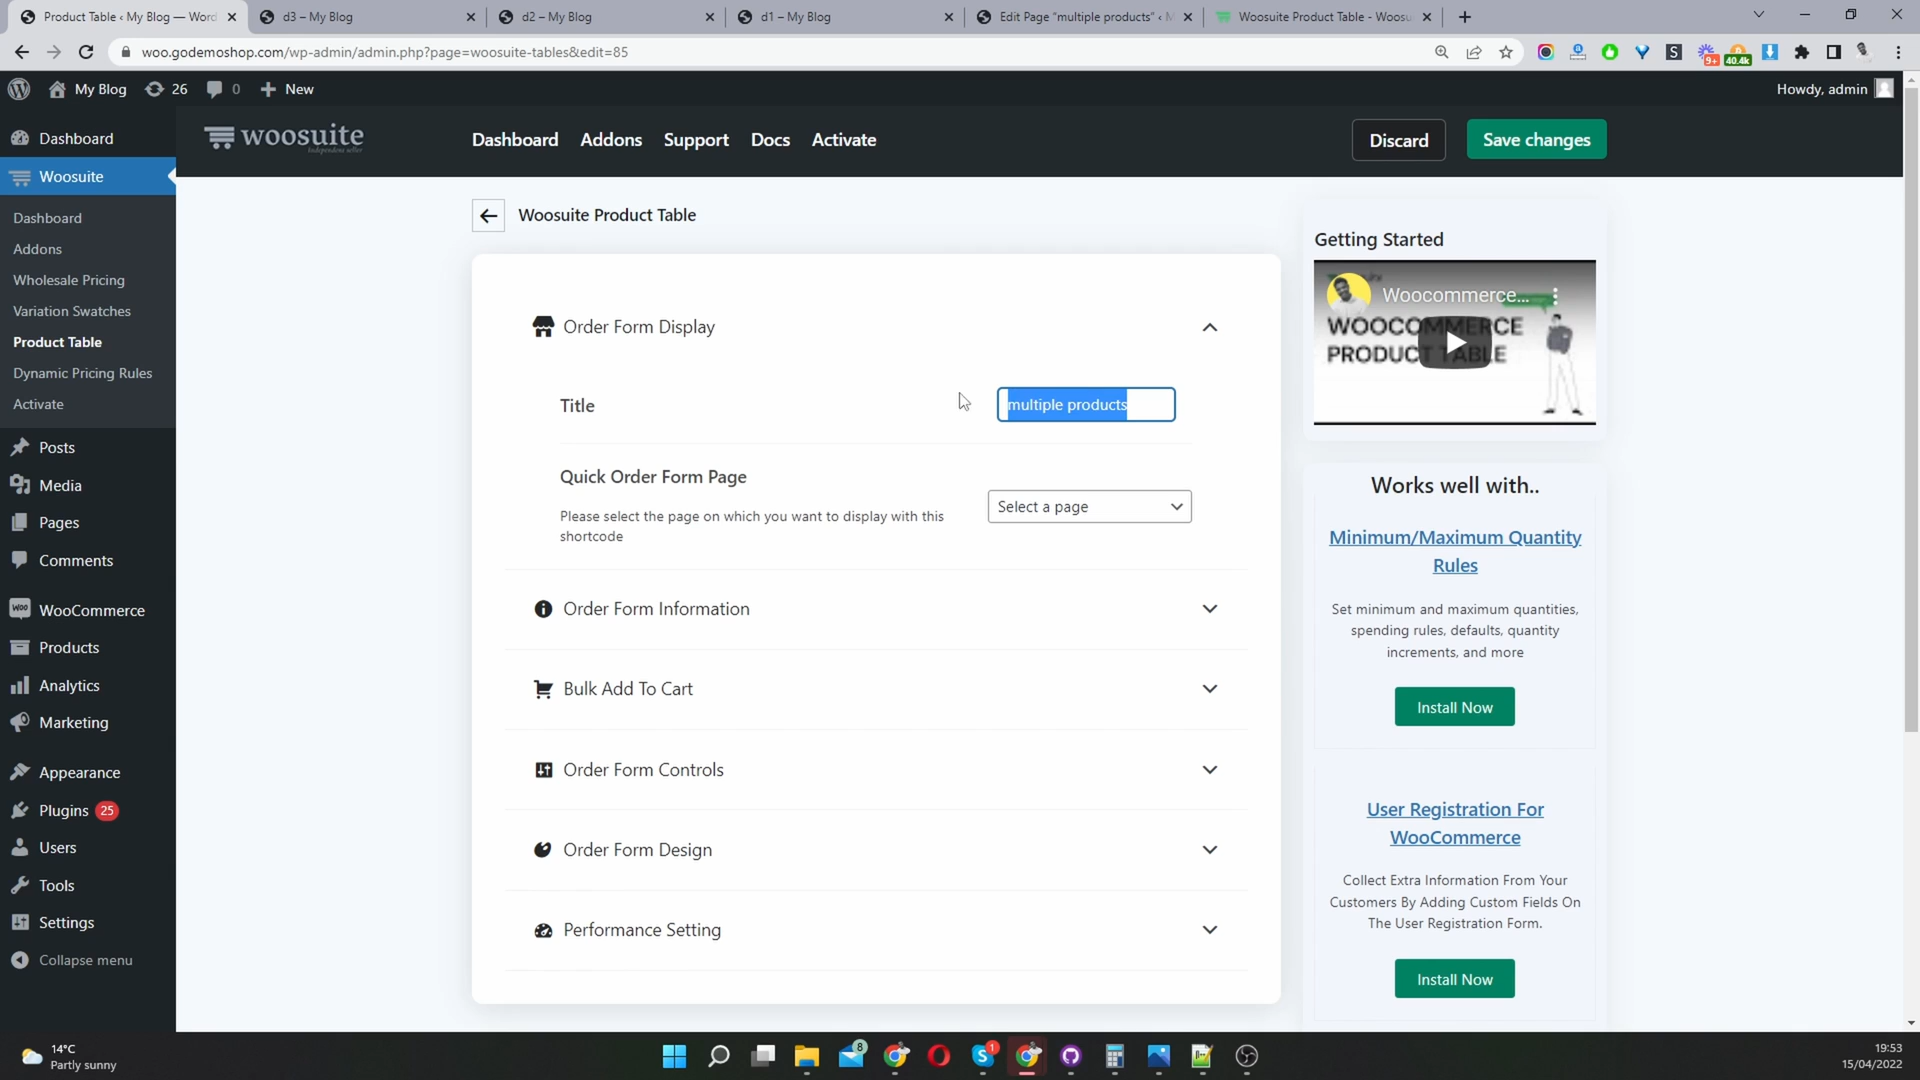 Product Table ‹ My Blog — Word
d3 – My Blog
d2 – My Blog
d1 – My Blog
Edit Page "multiple products" ‹ M
Woosuite Product Table - Woosu
woo.godemoshop.com/wp-admin/admin.php?page=woosuite-tables&edit=85
S
9+
40.4k
My Blog
26
0
New
Howdy, admin
woosuite
independent seller
Dashboard
Addons
Support
Docs
Activate
Discard
Save changes
Dashboard
Woosuite
Dashboard
Addons
Wholesale Pricing
Variation Swatches
Product Table
Dynamic Pricing Rules
Activate
Posts
Media
Pages
Comments
WooCommerce
Products
Analytics
Marketing
Appearance
Plugins 25
Users
Tools
Settings
Collapse menu
Woosuite Product Table
Order Form Display
Title
multiple products
Quick Order Form Page
Please select the page on which you want to display with this
shortcode
Select a page
Order Form Information
Bulk Add To Cart
Order Form Controls
Order Form Design
Performance Setting
Getting Started
Woocommerce...
WOOCOMMERCE
PRODUCT TABLE
Works well with..
Minimum/Maximum Quantity
Rules
Set minimum and maximum quantities,
spending rules, defaults, quantity
increments, and more
Install Now
User Registration For
WooCommerce
Collect Extra Information From Your
Customers By Adding Custom Fields On
The User Registration Form.
Install Now
14°C
Partly sunny
8
1
19:53
15/04/2022